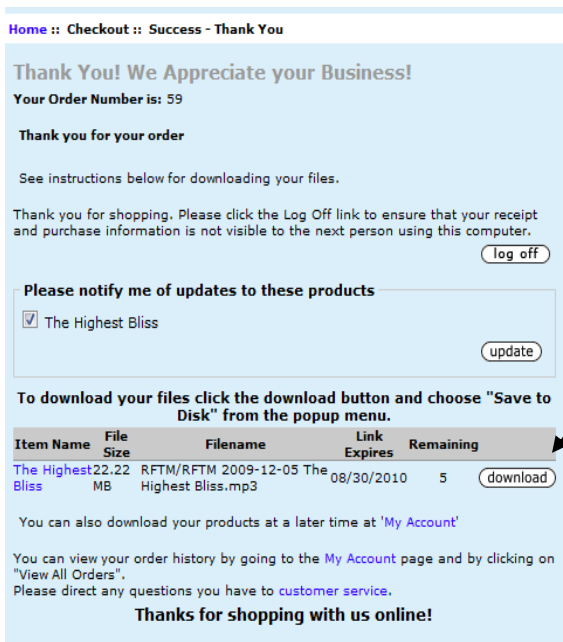 Home :: Checkout :: Success - Thank You
Thank You! We Appreciate your Business!
Your Order Number is: 59
Thank you for your order
See instructions below for downloading your files.
Thank you for shopping. Please click the Log Off link to ensure that your receipt
and purchase information is not visible to the next person using this computer.
log off
Please notify me of updates to these products
The Highest Bliss
update
To download your files click the download button and choose "Save to
Disk" from the popup menu.
Item Name File Size Filename Link Expires Remaining
The Highest 22.22 RFTM/RFTM 2009-12-05 The 08/30/2010 5 download
Bliss MB Highest Bliss.mp3
You can also download your products at a later time at 'My Account'
You can view your order history by going to the My Account page and by clicking on
"View All Orders".
Please direct any questions you have to customer service.
Thanks for shopping with us online!